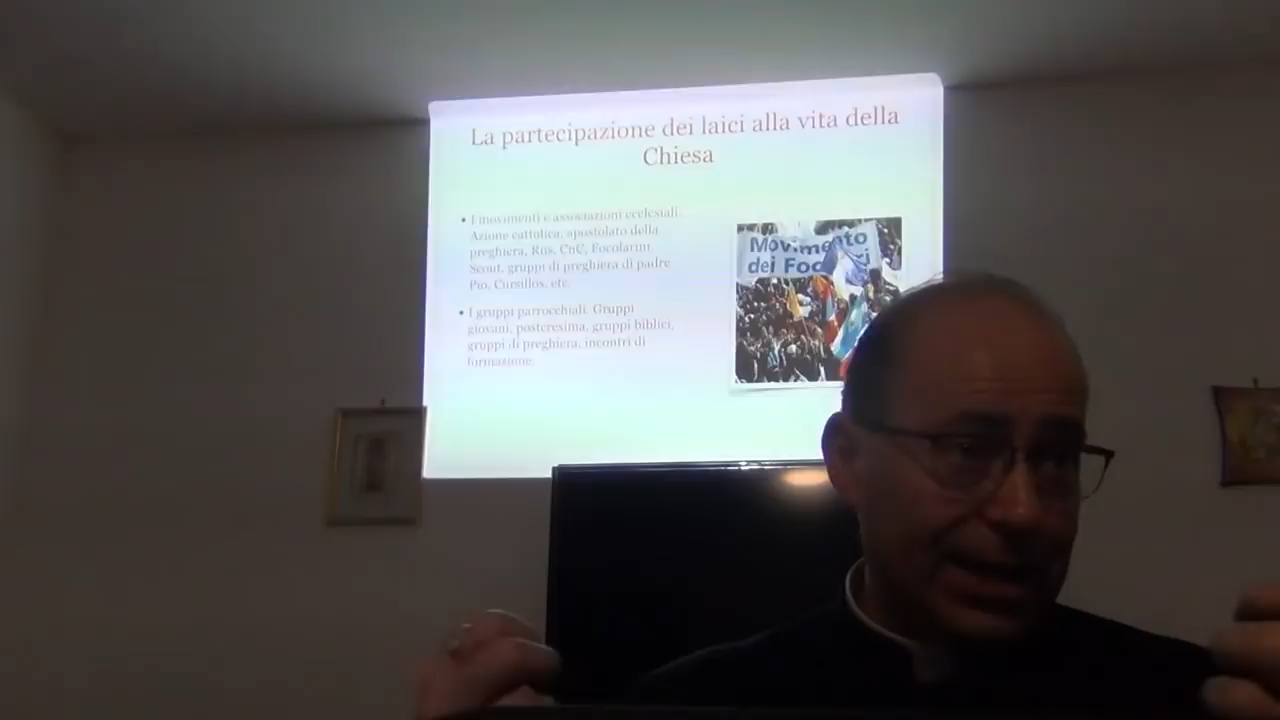 La partecipazione dei laici alla vita della
Chiesa
• I movimenti e associazioni ecclesiali.
Azione cattolica, apostolato della
preghiera, Rns, CnC, Focolarini,
Scout, gruppi di preghiera di padre
Pio, Cursillos, etc.
• I gruppi parrocchiali. Gruppi
giovani, postcresima, gruppi biblici,
gruppi di preghiera, incontri di
formazione.
Movimento
dei Foc